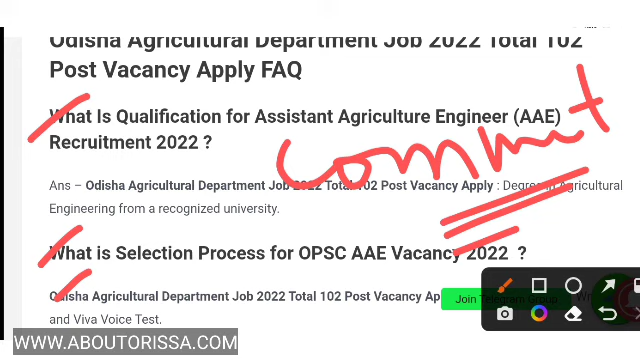 Odisha Agricultural Department Job 2022 Total 102
Post Vacancy Apply FAQ
What Is Qualification for Assistant Agriculture Engineer (AAE)
Recruitment 2022 ?
Comment
Ans – Odisha Agricultural Department Job 2022 Total 102 Post Vacancy Apply : Degree in Agricultural
Engineering from a recognized university.
What is Selection Process for OPSC AAE Vacancy 2022 ?
Odisha Agricultural Department Job 2022 Total 102 Post Vacancy
Join Telegram Group
and Viva Voice Test.
WWW.ABOUTORISSA.COM